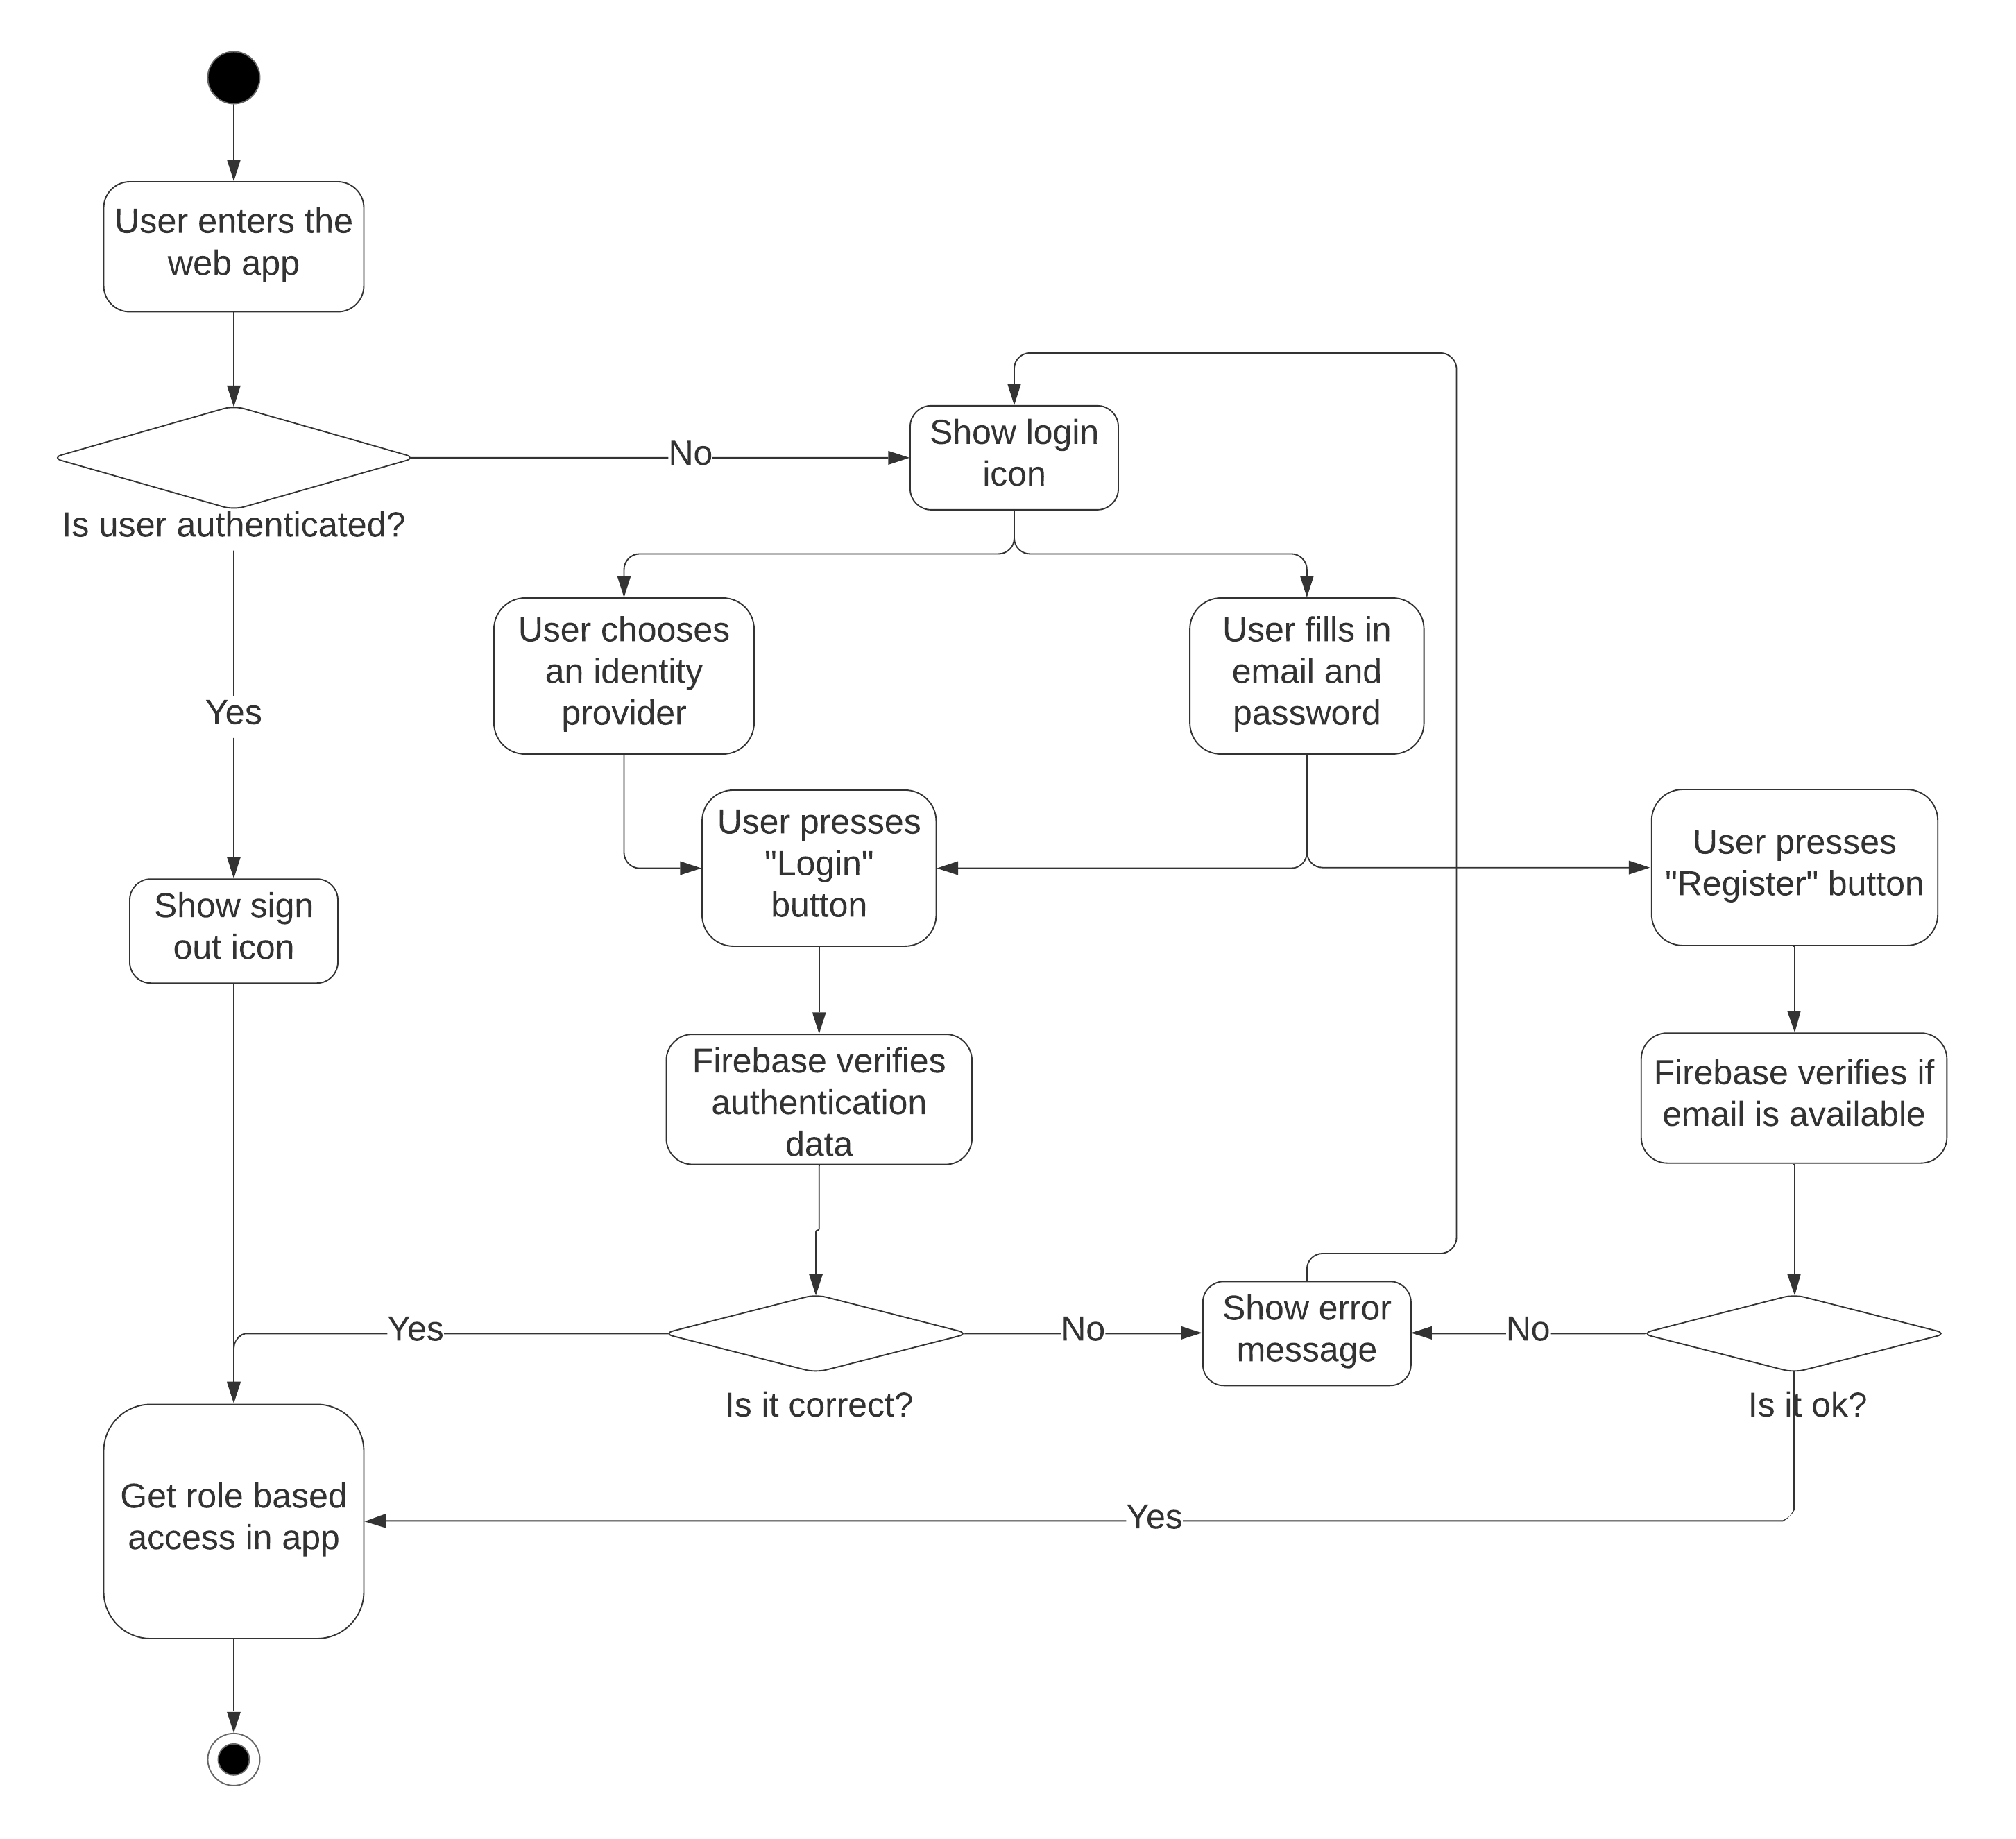 User enters the
web app
No
Show login
icon
Is user authenticated?
User chooses
an identity
provider
User fills in
email and
password
Yes
User presses
"Login"
button
User presses
"Register" button
Show sign
out icon
Firebase verifies
authentication
data
Firebase verifies if
email is available
Yes
No
Show error
message
No
Is it correct?
Is it ok?
Get role based
access in app
Yes